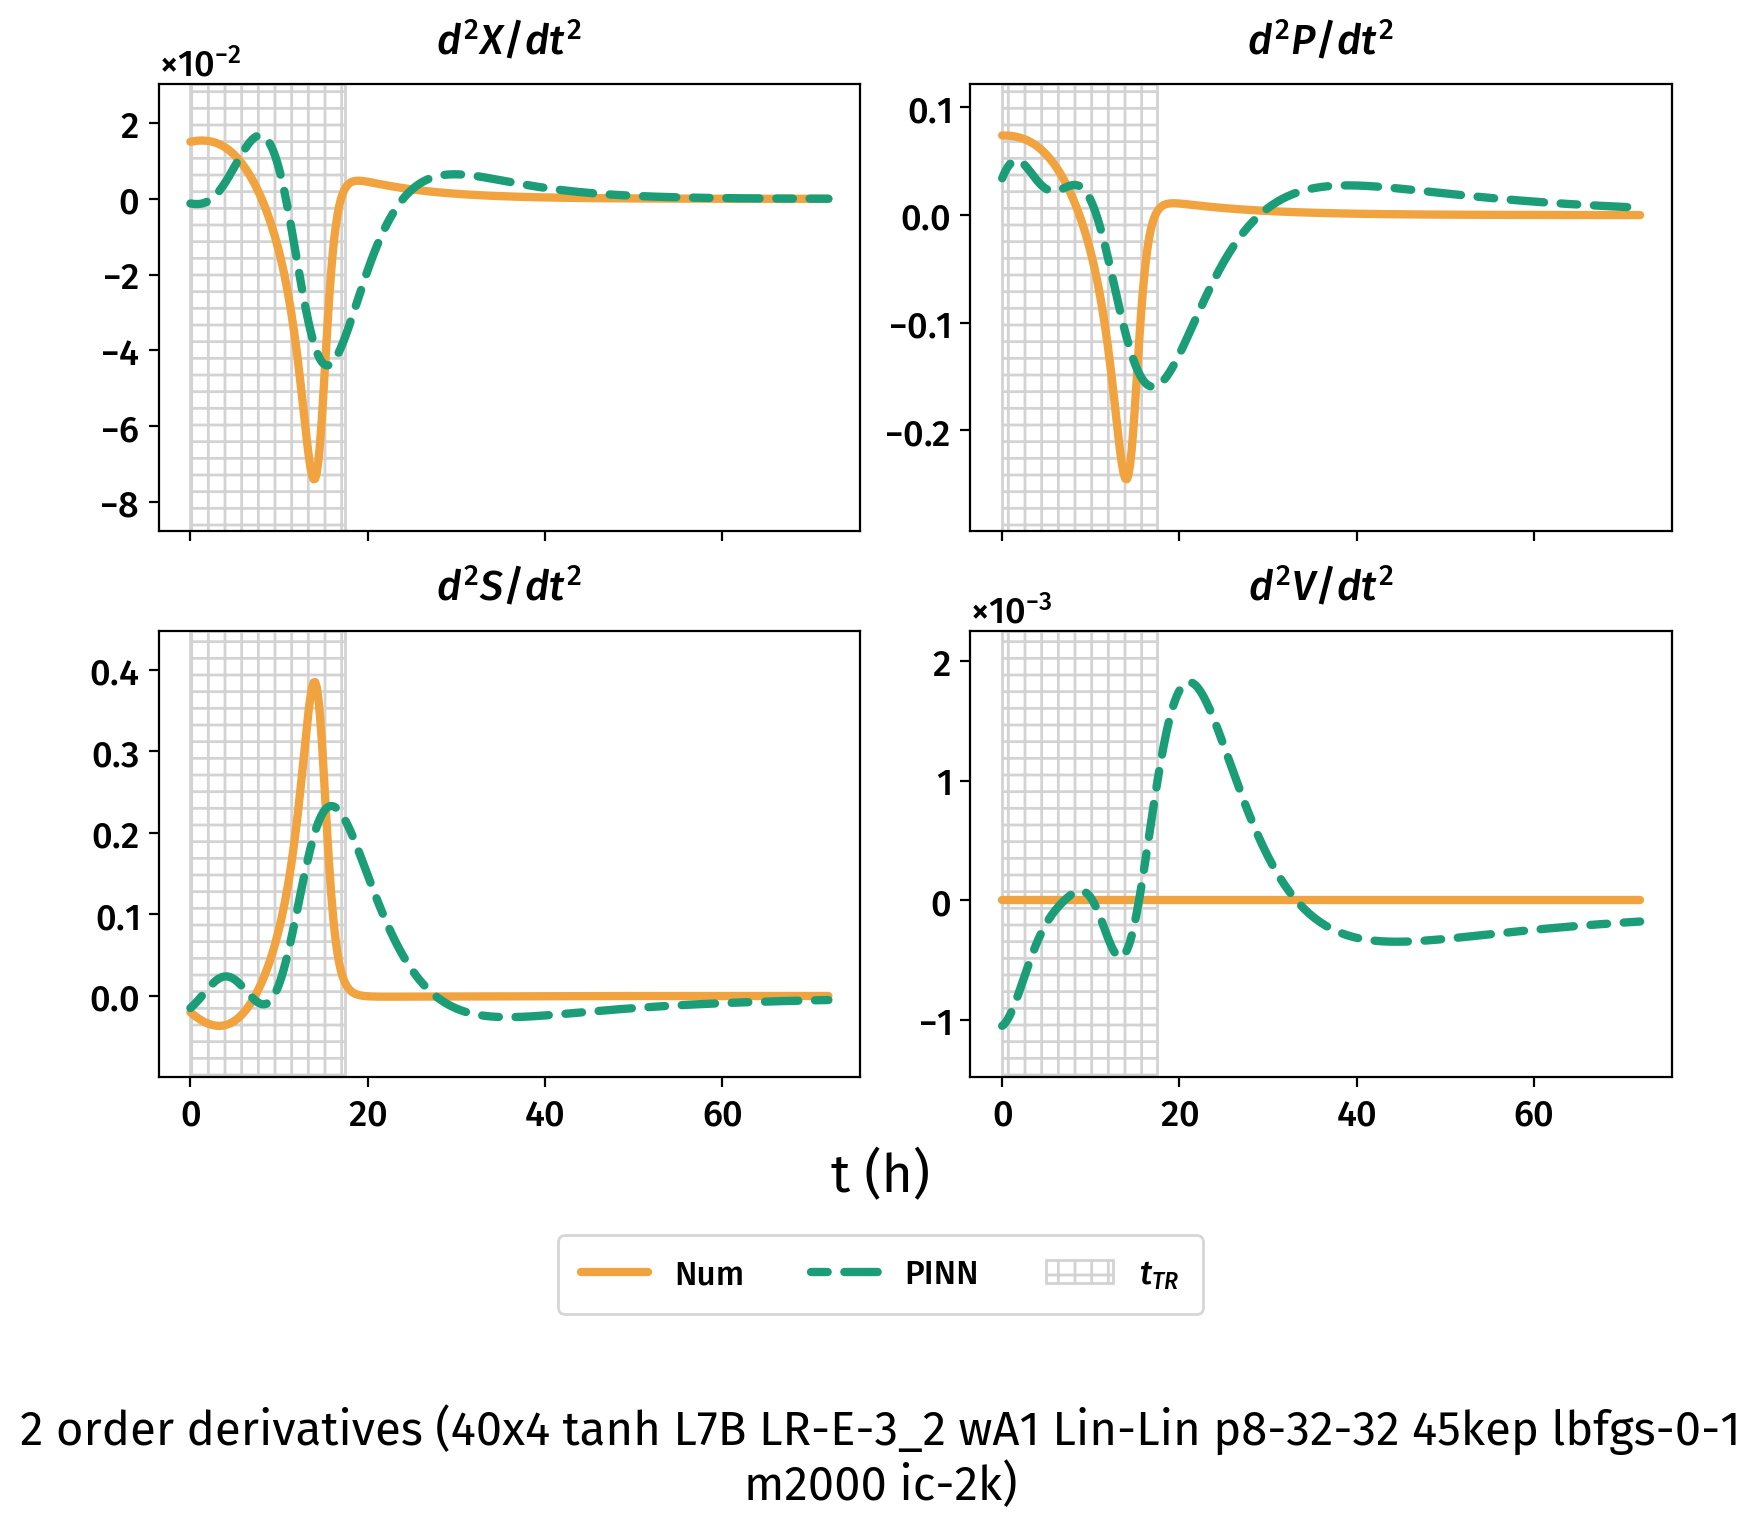 d²X/dt²
×10⁻²
2
0
−2
−4
−6
−8
d²P/dt²
0.1
0.0
−0.1
−0.2
d²S/dt²
0.4
0.3
0.2
0.1
0.0
0 20 40 60
d²V/dt²
×10⁻³
2
1
0
−1
0 20 40 60
t (h)
Num PINN t_TR
2 order derivatives (40x4 tanh L7B LR-E-3_2 wA1 Lin-Lin p8-32-32 45kep lbfgs-0-1
m2000 ic-2k)